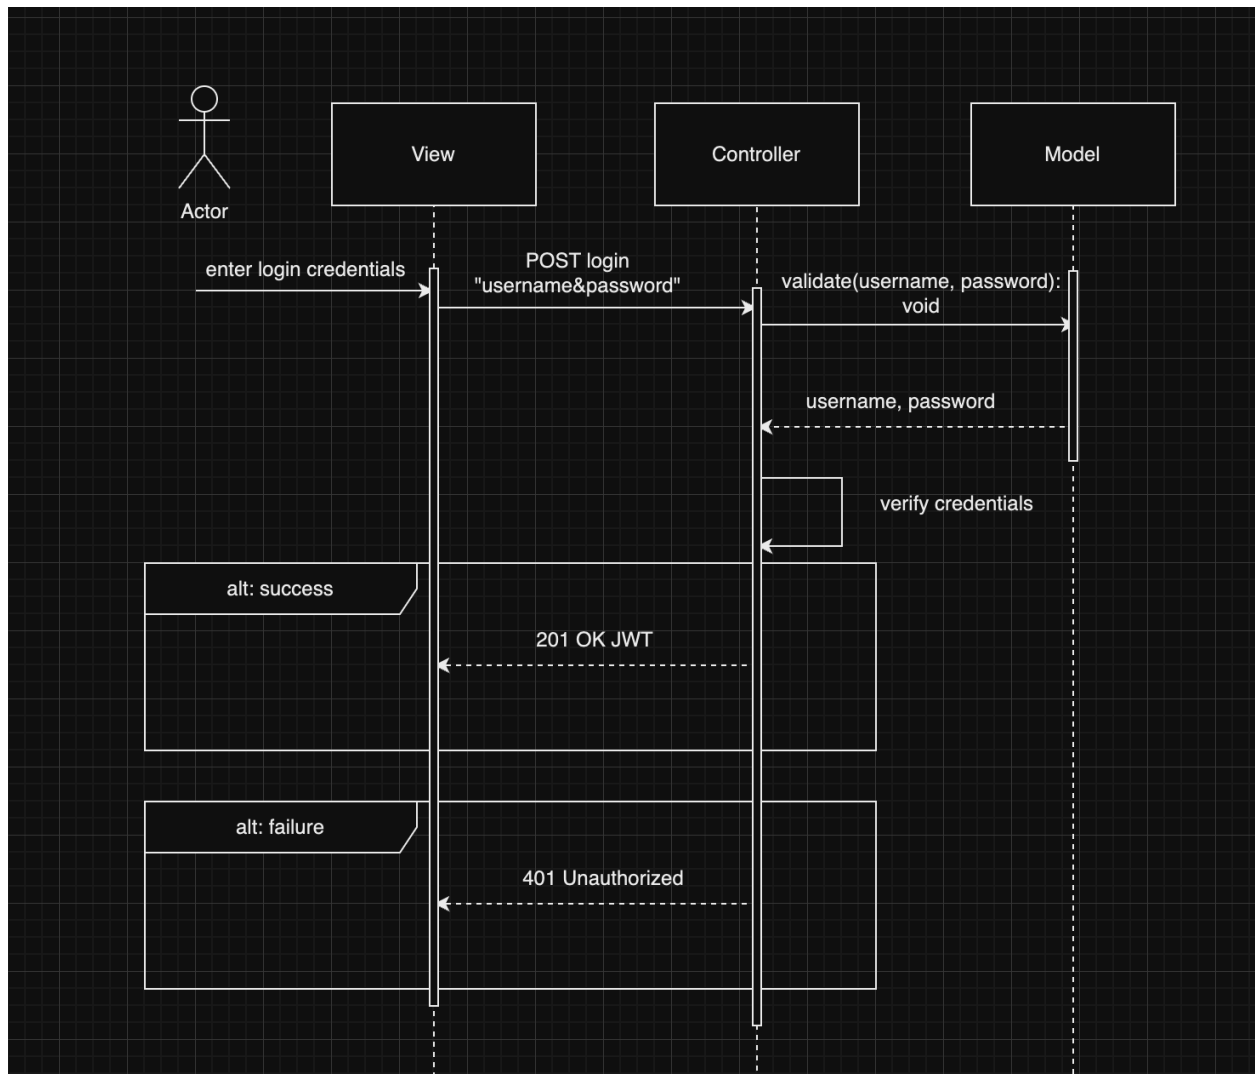 View
Controller
Model
Actor
enter login credentials
POST login
"username&password"
validate(username, password):
void
username, password
verify credentials
alt: success
201 OK JWT
alt: failure
401 Unauthorized